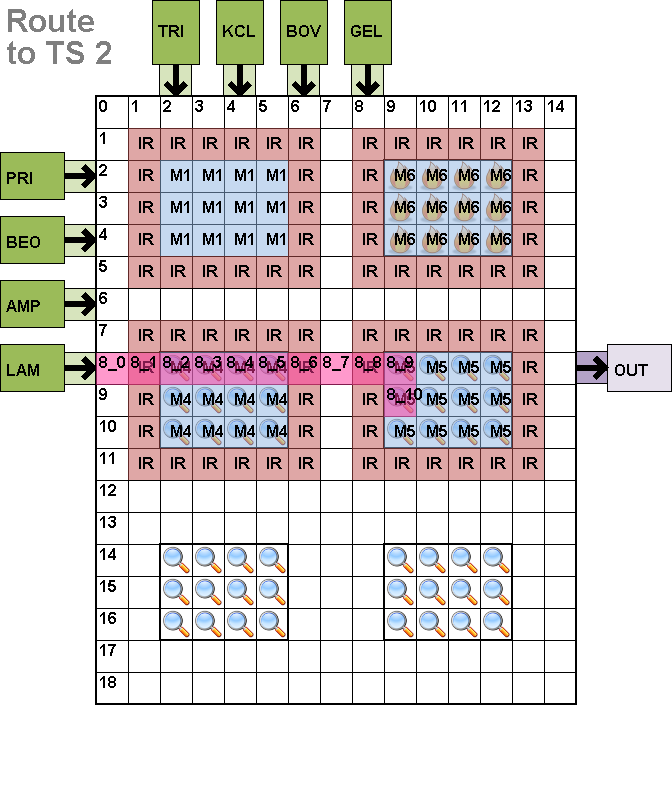 Route
to TS 2
TRI KCL BOV GEL
0 1 2 3 4 5 6 7 8 9 10 11 12 13 14
1 IR IR IR IR IR IR IR IR IR IR IR IR
PRI 2 IR M1 M1 M1 M1 IR IR M6 M6 M6 M6 IR
3 IR M1 M1 M1 M1 IR IR M6 M6 M6 M6 IR
BEO 4 IR M1 M1 M1 M1 IR IR M6 M6 M6 M6 IR
5 IR IR IR IR IR IR IR IR IR IR IR IR
AMP 6
7 IR IR IR IR IR IR IR IR IR IR IR IR
LAM 8_0 8_1 8_2 8_3 8_4 8_5 8_6 8_7 8_8 8_9 M5 M5 M5 IR OUT
9 IR M4 M4 M4 M4 IR IR 8_10 M5 M5 M5 IR
10 IR M4 M4 M4 M4 IR IR M5 M5 M5 M5 IR
11 IR IR IR IR IR IR IR IR IR IR IR IR
12
13
14
15
16
17
18